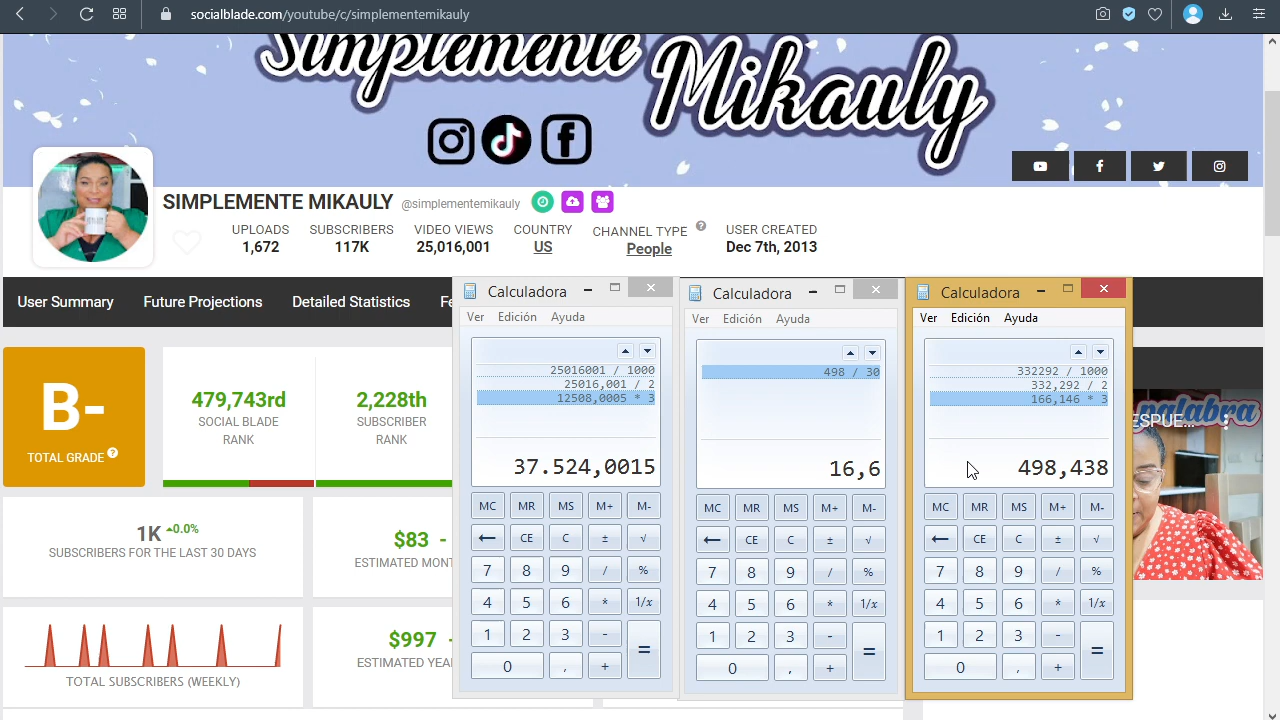 socialblade.com/youtube/c/simplementemikauly
Simplemente
Mikauly
SIMPLEMENTE MIKAULY @simplementemikauly
UPLOADS
1,672
SUBSCRIBERS
117K
VIDEO VIEWS
25,016,001
COUNTRY
US
CHANNEL TYPE ?
People
USER CREATED
Dec 7th, 2013
User Summary
Future Projections
Detailed Statistics
B-
TOTAL GRADE ?
479,743rd
SOCIAL BLADE
RANK
2,228th
SUBSCRIBER
RANK
1K 0.0%
SUBSCRIBERS FOR THE LAST 30 DAYS
$83 -
TOTAL SUBSCRIBERS (WEEKLY)
$997 -
palabra
Calculadora
Ver Edición Ayuda
25016001 / 1000
25016,001 / 2
12508,0005 * 3
37.524,0015
MC MR MS M+ M-
← CE C ± √
7 8 9 / %
4 5 6 * 1/x
1 2 3 - =
0 , +
Calculadora
Ver Edición Ayuda
498 / 30
16,6
MC MR MS M+ M-
← CE C ± √
7 8 9 / %
4 5 6 * 1/x
1 2 3 - =
0 , +
Calculadora
Ver Edición Ayuda
332292 / 1000
332,292 / 2
166,146 * 3
498,438
MC MR MS M+ M-
← CE C ± √
7 8 9 / %
4 5 6 * 1/x
1 2 3 - =
0 , +